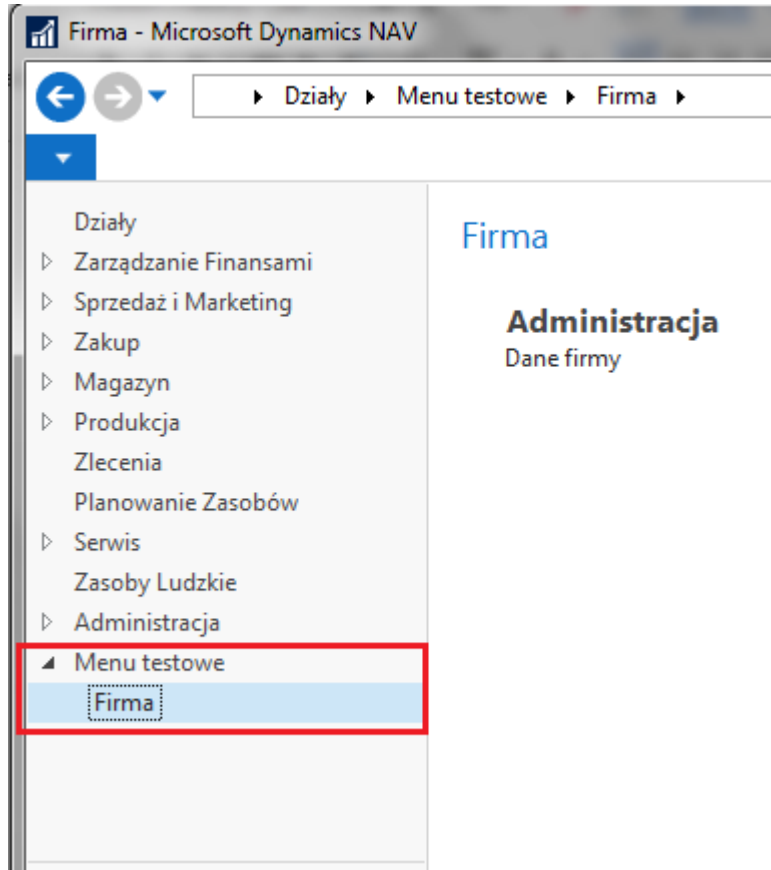 Firma - Microsoft Dynamics NAV
Działy Menu testowe Firma
Działy
Zarządzanie Finansami
Sprzedaż i Marketing
Zakup
Magazyn
Produkcja
Zlecenia
Planowanie Zasobów
Serwis
Zasoby Ludzkie
Administracja
Menu testowe
Firma
Firma
Administracja
Dane firmy